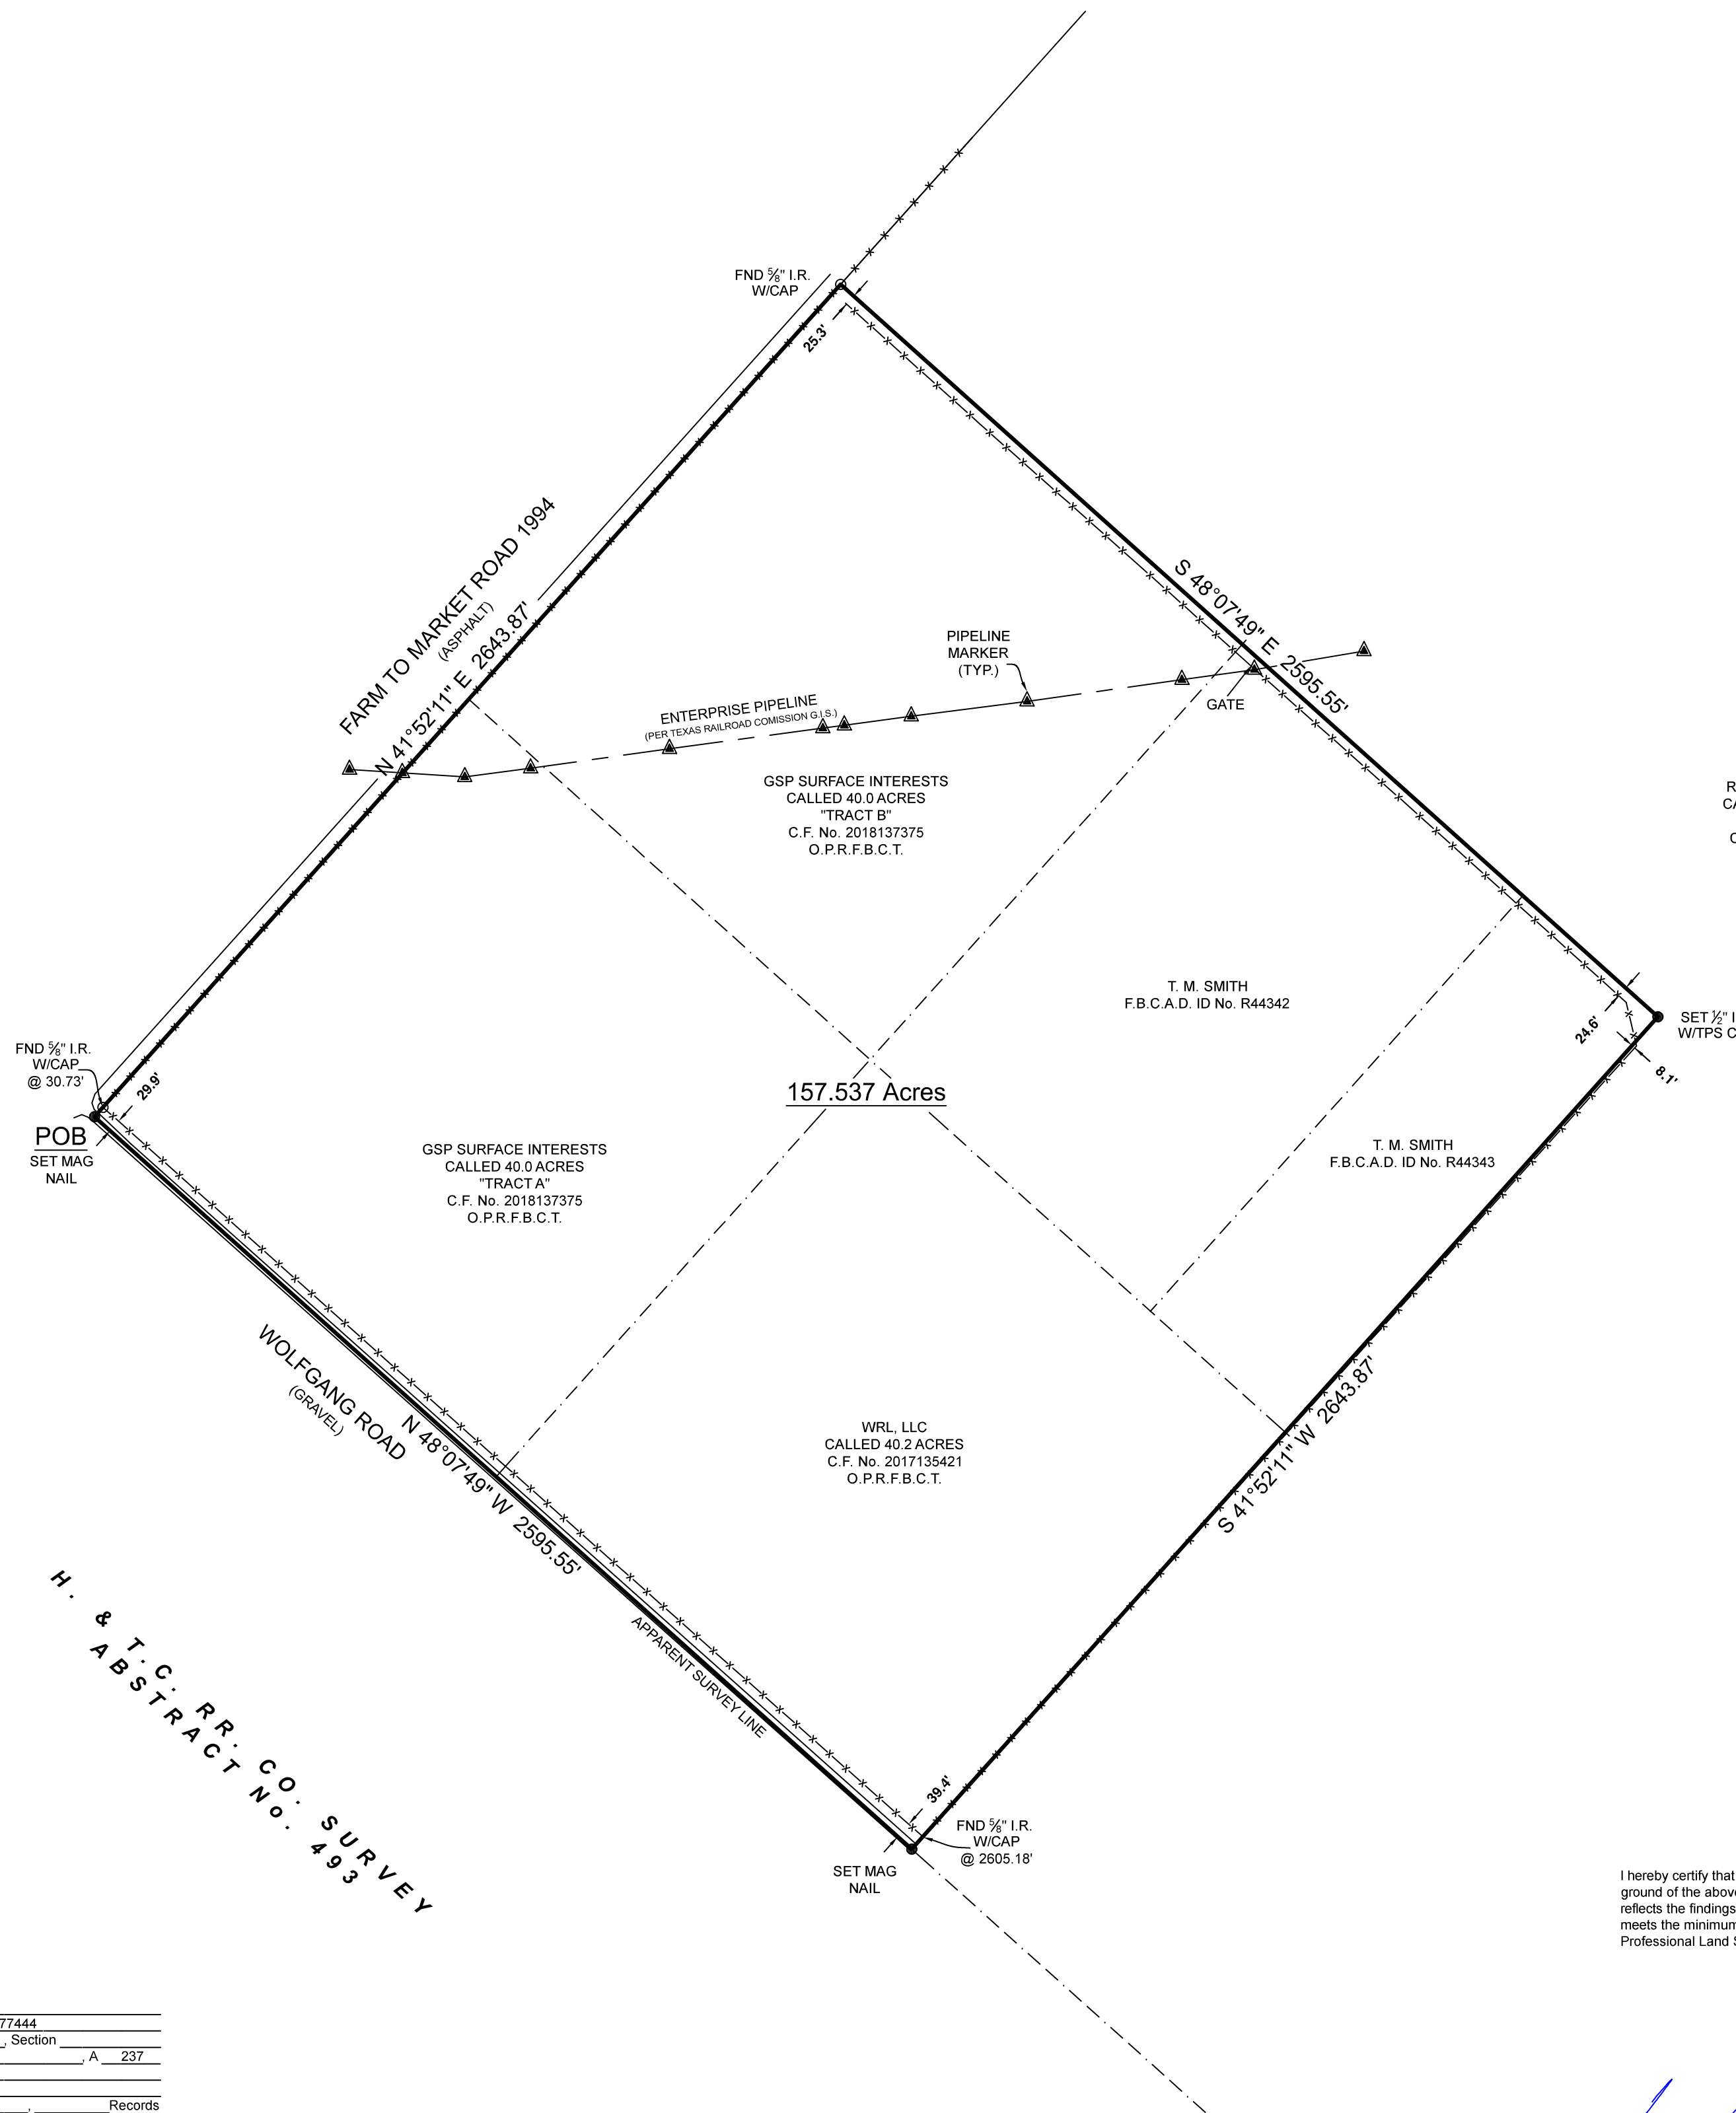 FND ⅝" I.R.
W/CAP
25.3'
FARM TO MARKET ROAD 1994
(ASPHALT)
N 41°52'11" E 2643.87'
S 48°07'49" E 2595.55'
PIPELINE
MARKER
(TYP.)
GATE
ENTERPRISE PIPELINE
(PER TEXAS RAILROAD COMISSION G.I.S.)
GSP SURFACE INTERESTS
CALLED 40.0 ACRES
"TRACT B"
C.F. No. 2018137375
O.P.R.F.B.C.T.
T. M. SMITH
F.B.C.A.D. ID No. R44342
SET ½" I
W/TPS C
24.6'
8.1'
FND ⅝" I.R.
W/CAP
@ 30.73'
29.9'
POB
SET MAG
NAIL
157.537 Acres
GSP SURFACE INTERESTS
CALLED 40.0 ACRES
"TRACT A"
C.F. No. 2018137375
O.P.R.F.B.C.T.
T. M. SMITH
F.B.C.A.D. ID No. R44343
WOLFGANG ROAD
(GRAVEL)
N 48°07'49" W 2595.55'
WRL, LLC
CALLED 40.2 ACRES
C.F. No. 2017135421
O.P.R.F.B.C.T.
S 41°52'11" W 2643.87'
APPARENT SURVEY LINE
H. & T.C. RR. CO. SURVEY
ABSTRACT No. 493
39.4'
FND ⅝" I.R.
W/CAP
@ 2605.18'
SET MAG
NAIL
I hereby certify that
ground of the above
reflects the findings
meets the minimum
Professional Land S
77444
, Section
, A 237
, Records